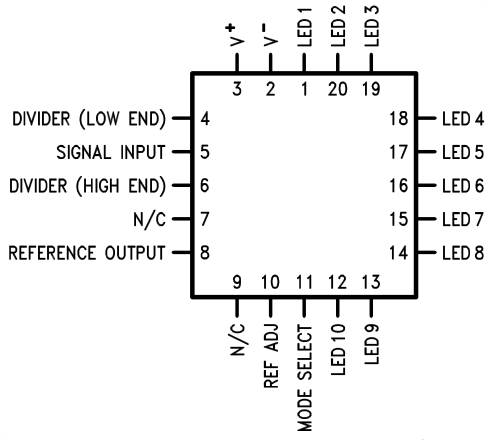 V+ V- LED 1 LED 2 LED 3
3 2 1 20 19
DIVIDER (LOW END) 4 18 LED 4
SIGNAL INPUT 5 17 LED 5
DIVIDER (HIGH END) 6 16 LED 6
N/C 7 15 LED 7
REFERENCE OUTPUT 8 14 LED 8
9 10 11 12 13
N/C REF ADJ MODE SELECT LED 10 LED 9